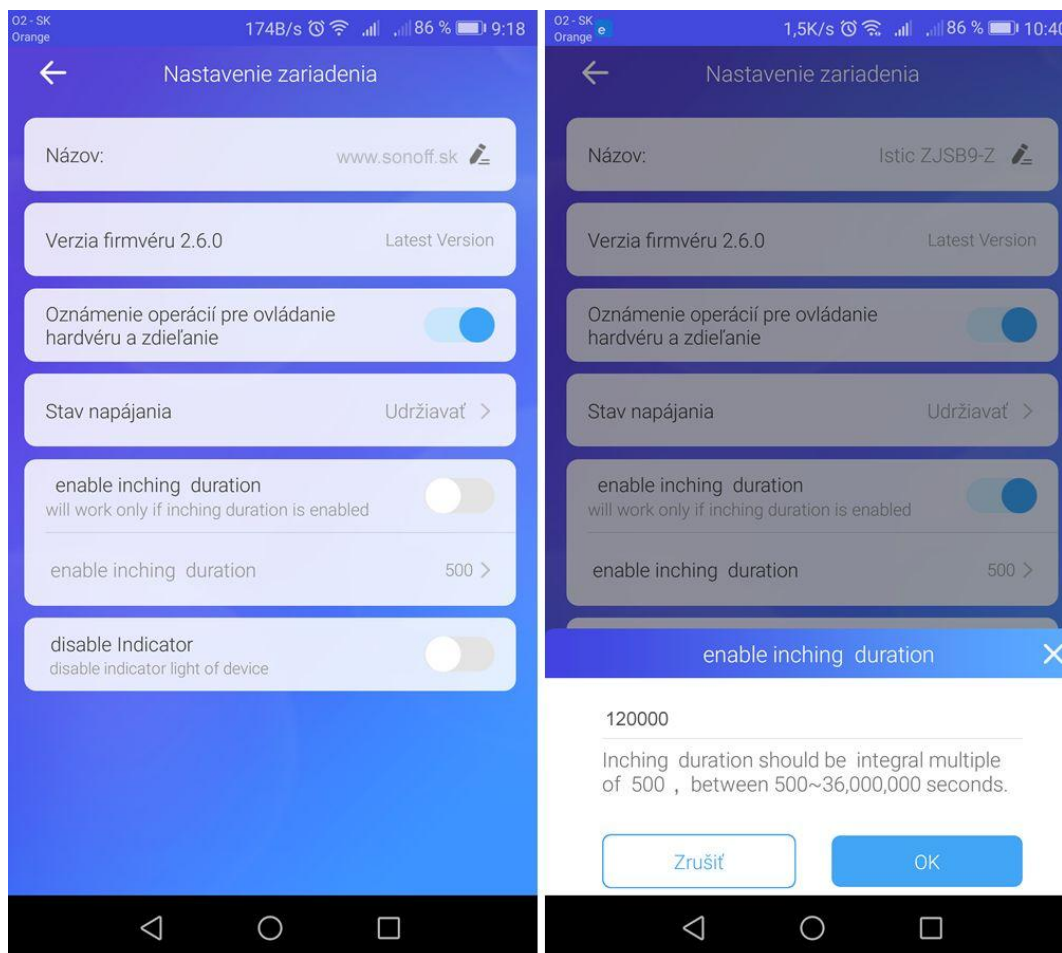 O2 - SK
Orange
174B/s 86 % 9:18
Nastavenie zariadenia
Názov: www.sonoff.sk
Verzia firmvéru 2.6.0 Latest Version
Oznámenie operácií pre ovládanie
hardvéru a zdieľanie
Stav napájania Udržiavať >
enable inching duration
will work only if inching duration is enabled
enable inching duration 500 >
disable Indicator
disable indicator light of device
O2 - SK
Orange e
1,5K/s 86 % 10:40
Nastavenie zariadenia
Názov: Istic ZJSB9-Z
Verzia firmvéru 2.6.0 Latest Version
Oznámenie operácií pre ovládanie
hardvéru a zdieľanie
Stav napájania Udržiavať >
enable inching duration
will work only if inching duration is enabled
enable inching duration 500 >
enable inching duration
120000
Inching duration should be integral multiple
of 500 , between 500~36,000,000 seconds.
Zrušiť OK